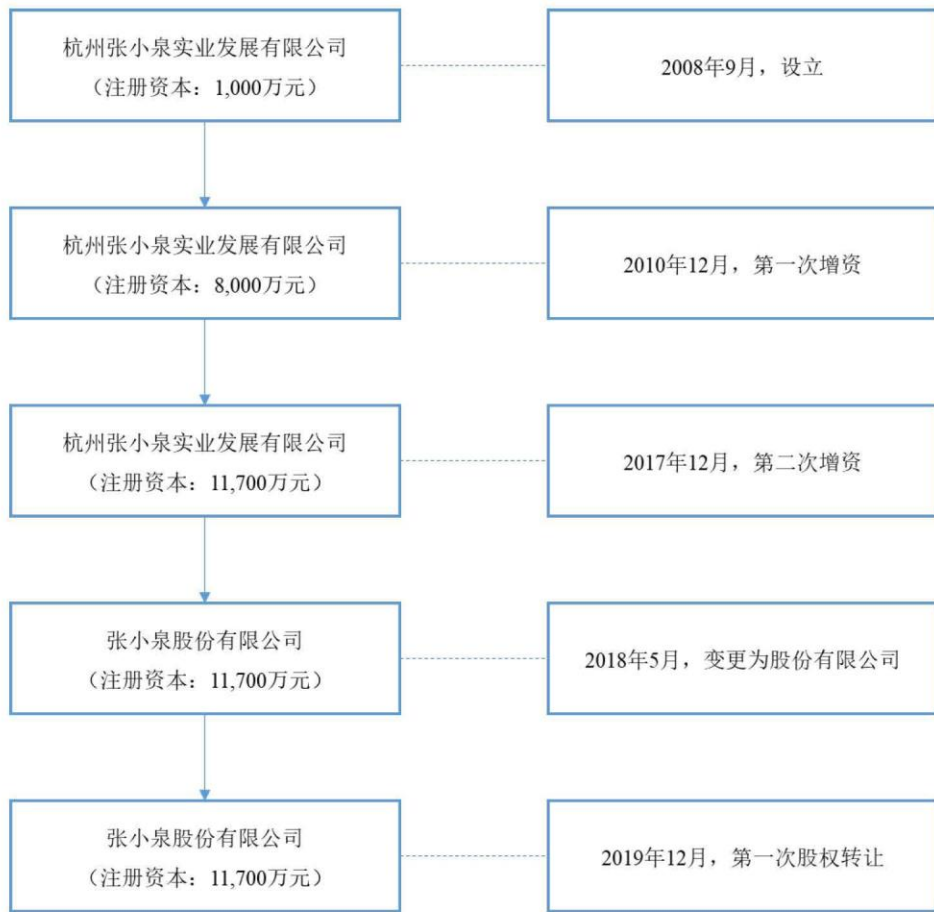 杭州张小泉实业发展有限公司
（注册资本：1,000万元）
2008年9月，设立
杭州张小泉实业发展有限公司
（注册资本：8,000万元）
2010年12月，第一次增资
杭州张小泉实业发展有限公司
（注册资本：11,700万元）
2017年12月，第二次增资
张小泉股份有限公司
（注册资本：11,700万元）
2018年5月，变更为股份有限公司
张小泉股份有限公司
（注册资本：11,700万元）
2019年12月，第一次股权转让